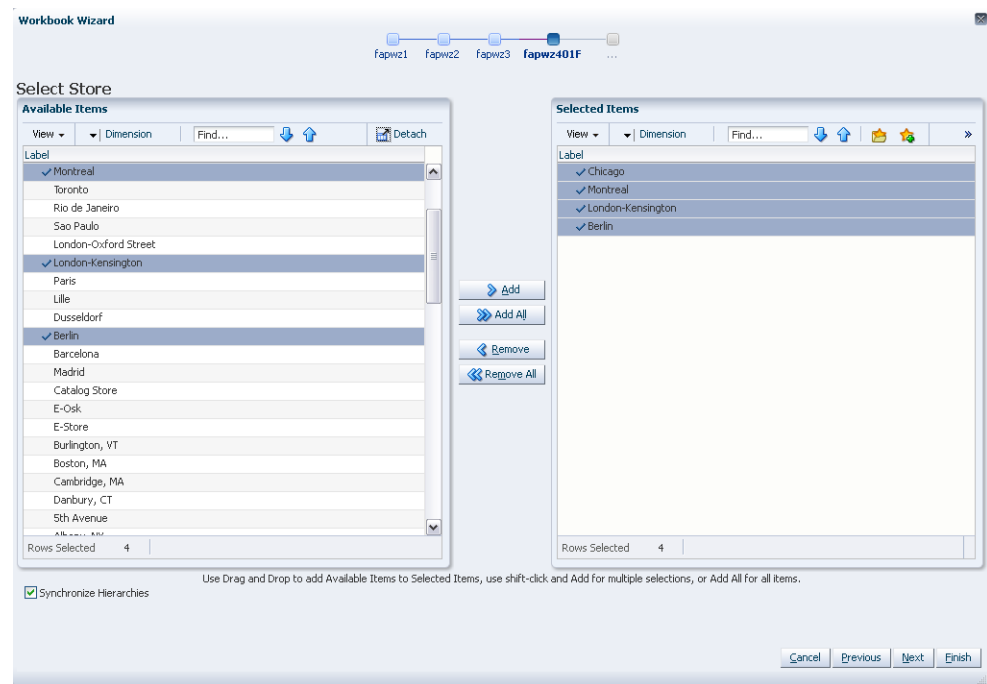 Workbook Wizard
fapwz1 fapwz2 fapwz3 fapwz401F ...
Select Store
Available Items
View Dimension Find... Detach
Label
Montreal
Toronto
Rio de Janeiro
Sao Paulo
London-Oxford Street
London-Kensington
Paris
Lille
Dusseldorf
Berlin
Barcelona
Madrid
Catalog Store
E-Osk
E-Store
Burlington, VT
Boston, MA
Cambridge, MA
Danbury, CT
5th Avenue
Rows Selected 4
Add
Add All
Remove
Remove All
Selected Items
View Dimension Find... »
Label
Chicago
Montreal
London-Kensington
Berlin
Rows Selected 4
Use Drag and Drop to add Available Items to Selected Items, use shift-click and Add for multiple selections, or Add All for all items.
Synchronize Hierarchies
Cancel Previous Next Finish